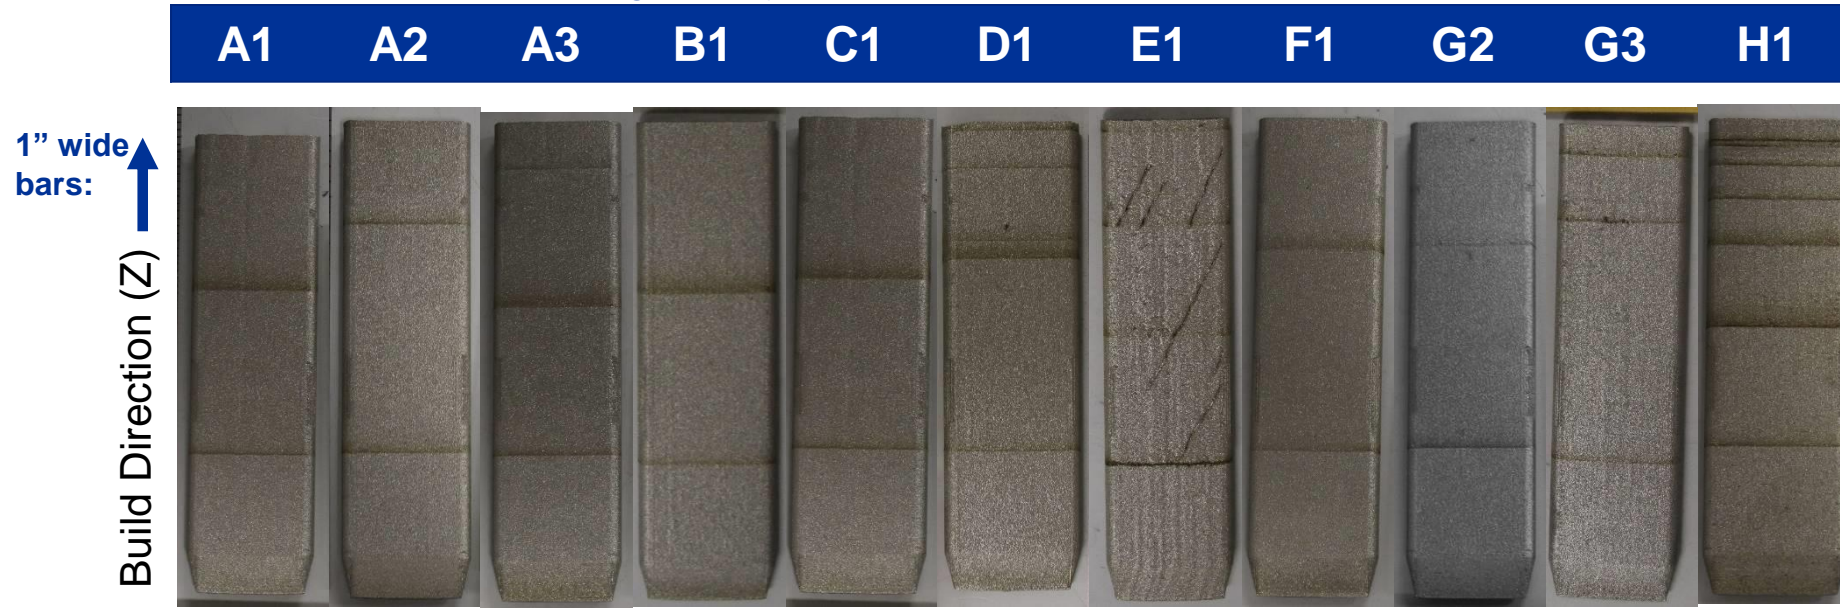 A1 A2 A3 B1 C1 D1 E1 F1 G2 G3 H1
1” wide
bars:
Build Direction (Z)